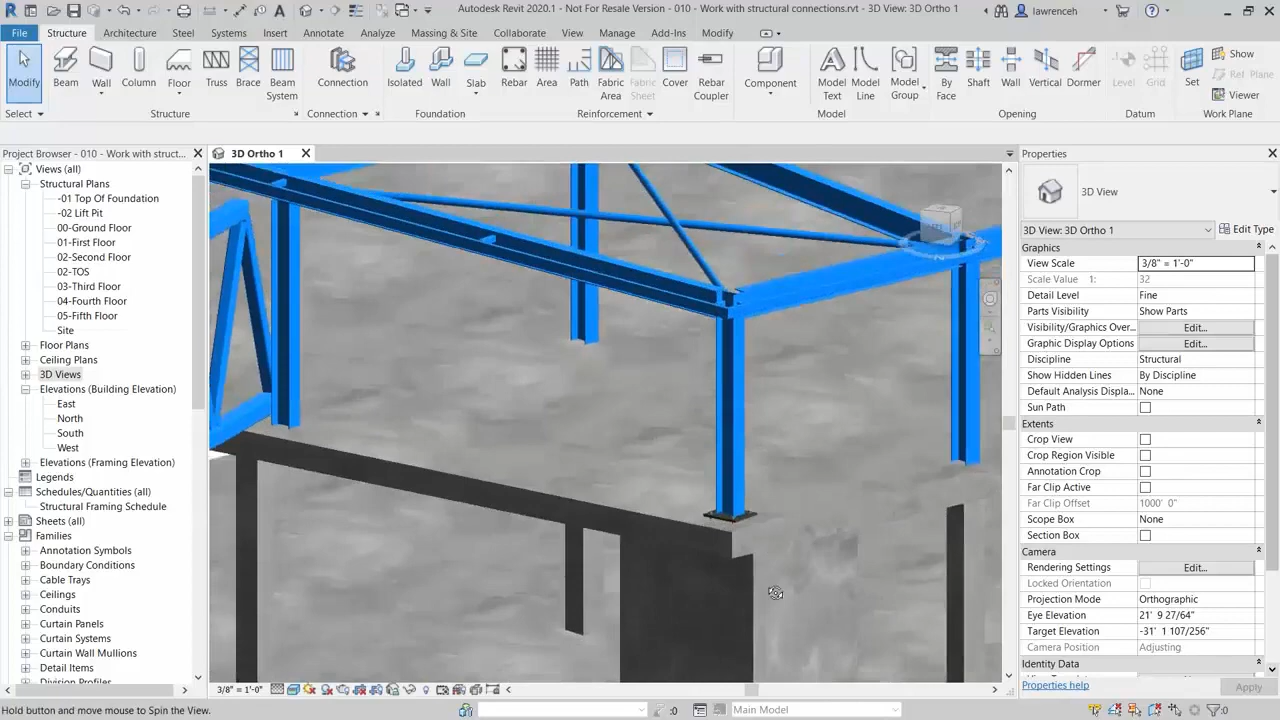 Autodesk Revit 2020.1 - Not For Resale Version - 010 - Work with structural connections.rvt - 3D View: 3D Ortho 1
lawrenceh
File Structure Architecture Steel Systems Insert Annotate Analyze Massing & Site Collaborate View Manage Add-Ins Modify
Modify Beam Wall Column Floor Truss Brace Beam System Connection Isolated Wall Slab Rebar Area Path Fabric Area Fabric Sheet Cover Rebar Coupler Component Model Text Model Line Model Group By Face Shaft Wall Vertical Dormer Level Grid Set Show
Ref Plane
Viewer
Select Structure Connection Foundation Reinforcement Model Opening Datum Work Plane
Project Browser - 010 - Work with struct...
Views (all)
Structural Plans
-01 Top Of Foundation
-02 Lift Pit
00-Ground Floor
01-First Floor
02-Second Floor
02-TOS
03-Third Floor
04-Fourth Floor
05-Fifth Floor
Site
Floor Plans
Ceiling Plans
3D Views
Elevations (Building Elevation)
East
North
South
West
Elevations (Framing Elevation)
Legends
Schedules/Quantities (all)
Structural Framing Schedule
Sheets (all)
Families
Annotation Symbols
Boundary Conditions
Cable Trays
Ceilings
Conduits
Curtain Panels
Curtain Systems
Curtain Wall Mullions
Detail Items
Division Profiles
3D Ortho 1
3/8" = 1'-0"
Properties
3D View
3D View: 3D Ortho 1 Edit Type
Graphics
View Scale 3/8" = 1'-0"
Scale Value 1: 32
Detail Level Fine
Parts Visibility Show Parts
Visibility/Graphics Over... Edit...
Graphic Display Options Edit...
Discipline Structural
Show Hidden Lines By Discipline
Default Analysis Displa... None
Sun Path
Extents
Crop View
Crop Region Visible
Annotation Crop
Far Clip Active
Far Clip Offset 1000' 0"
Scope Box None
Section Box
Camera
Rendering Settings Edit...
Locked Orientation
Projection Mode Orthographic
Eye Elevation 21' 9 27/64"
Target Elevation -31' 1 107/256"
Camera Position Adjusting
Identity Data
Properties help Apply
Hold button and move mouse to Spin the View.
:0
Main Model
:0